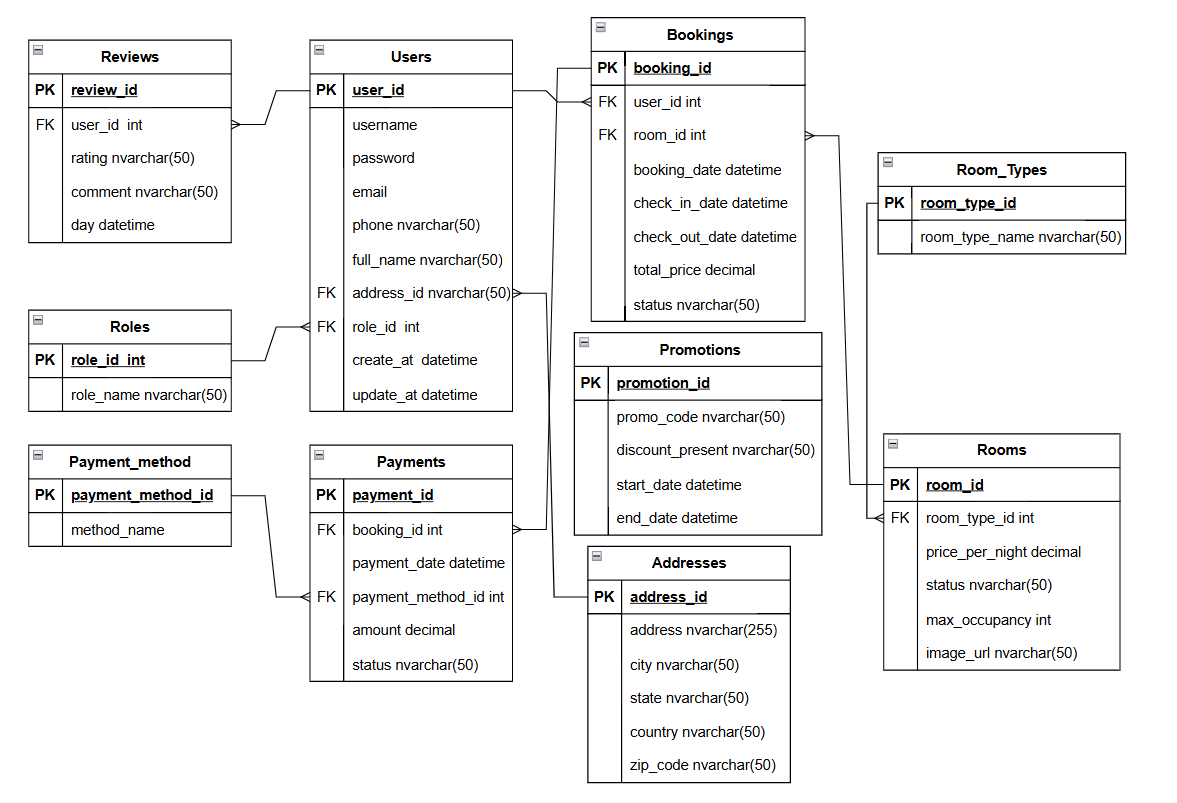 Reviews
PK review_id
FK user_id int
rating nvarchar(50)
comment nvarchar(50)
day datetime
Users
PK user_id
username
password
email
phone nvarchar(50)
full_name nvarchar(50)
FK address_id nvarchar(50)
FK role_id int
create_at datetime
update_at datetime
Bookings
PK booking_id
FK user_id int
FK room_id int
booking_date datetime
check_in_date datetime
check_out_date datetime
total_price decimal
status nvarchar(50)
Room_Types
PK room_type_id
room_type_name nvarchar(50)
Roles
PK role_id int
role_name nvarchar(50)
Promotions
PK promotion_id
promo_code nvarchar(50)
discount_present nvarchar(50)
start_date datetime
end_date datetime
Payment_method
PK payment_method_id
method_name
Payments
PK payment_id
FK booking_id int
payment_date datetime
FK payment_method_id int
amount decimal
status nvarchar(50)
Rooms
PK room_id
FK room_type_id int
price_per_night decimal
status nvarchar(50)
max_occupancy int
image_url nvarchar(50)
Addresses
PK address_id
address nvarchar(255)
city nvarchar(50)
state nvarchar(50)
country nvarchar(50)
zip_code nvarchar(50)